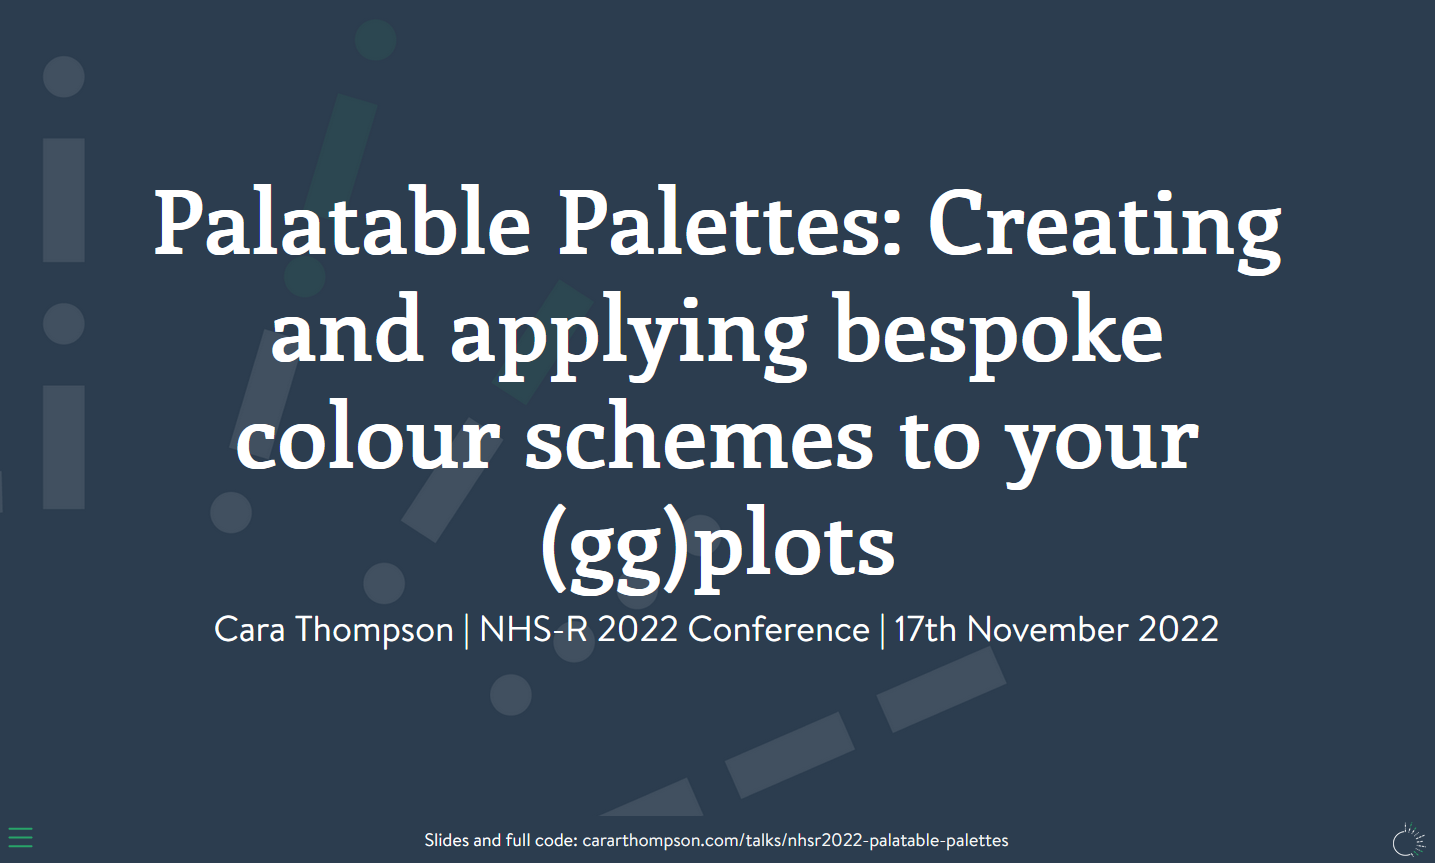 Palatable Palettes: Creating
and applying bespoke
colour schemes to your
(gg)plots
Cara Thompson | NHS-R 2022 Conference | 17th November 2022
Slides and full code: cararthompson.com/talks/nhsr2022-palatable-palettes